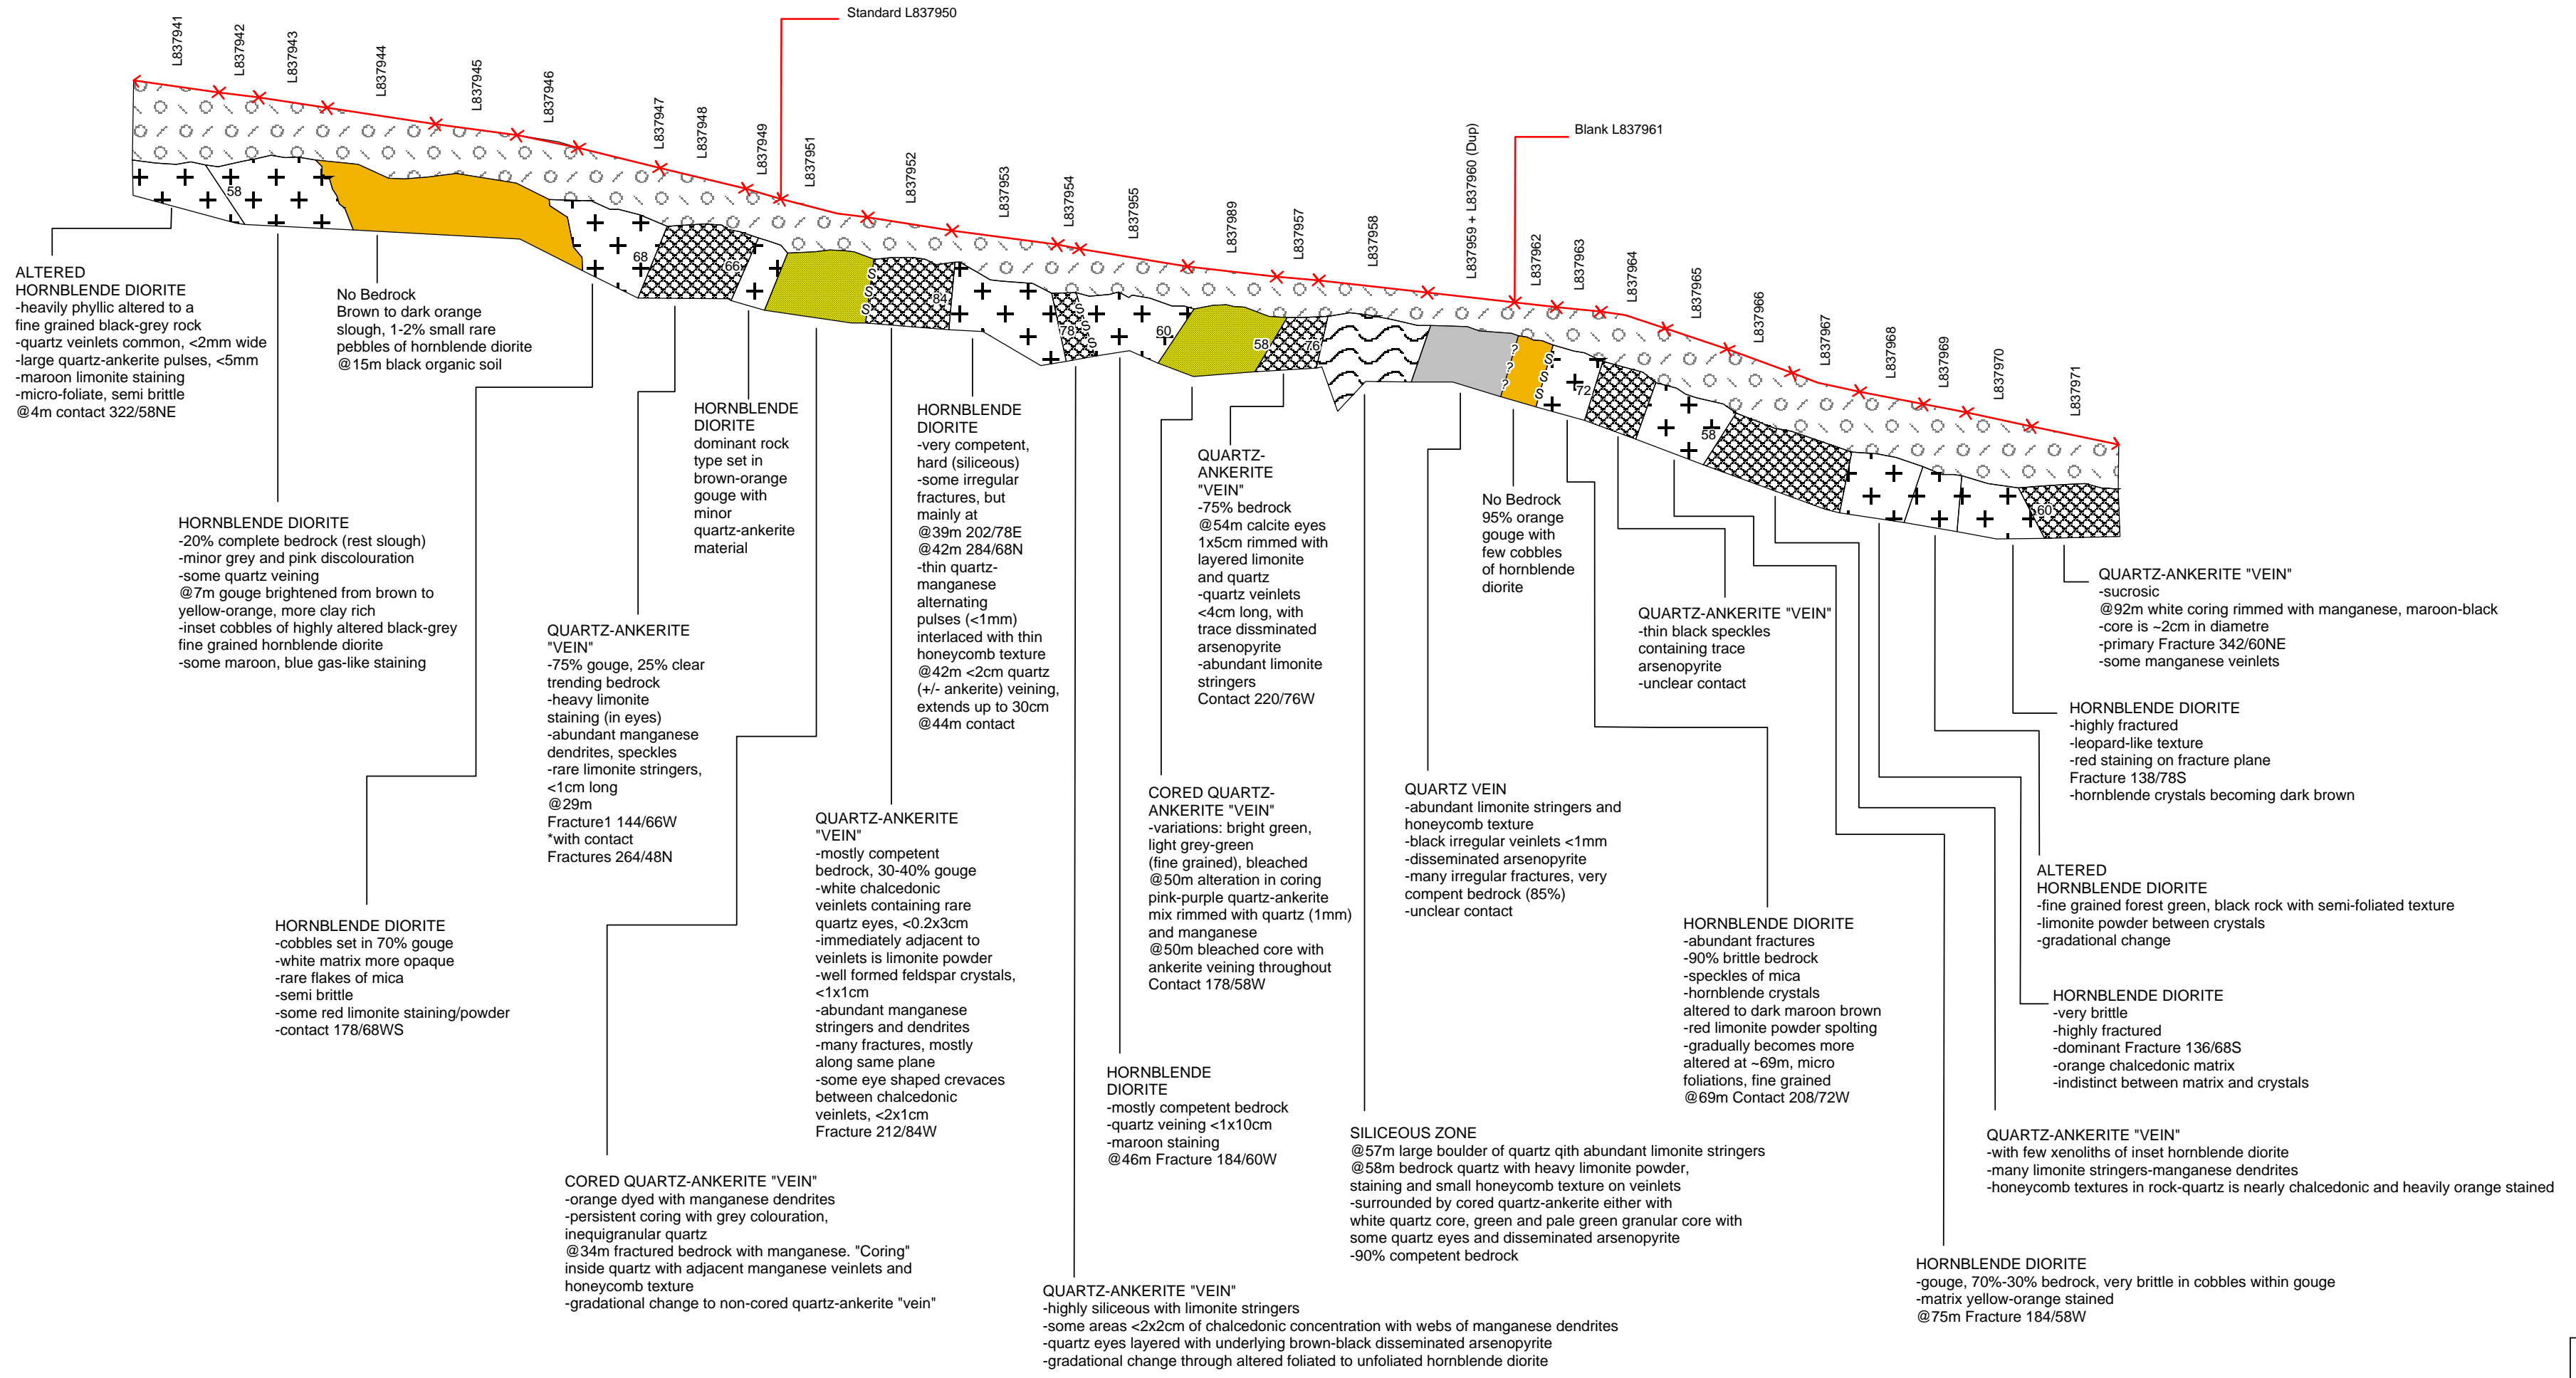 Standard L837950
L837941
L837942
L837943
L837944
L837945
L837946
L837947
L837948
L837949
L837951
L837952
L837953
L837954
L837955
L837989
L837957
L837958
L837959 + L837960 (Dup)
Blank L837961
L837962
L837963
L837964
L837965
L837966
L837967
L837968
L837969
L837970
L837971
58
68
66
S
S
S
S
84
78
S
S
S
S
60
58
76
?
?
?
?
S
S
S
S
72
58
60
ALTERED
HORNBLENDE DIORITE
-heavily phyllic altered to a
fine grained black-grey rock
-quartz veinlets common, <2mm wide
-large quartz-ankerite pulses, <5mm
-maroon limonite staining
-micro-foliate, semi brittle
@4m contact 322/58NE
HORNBLENDE DIORITE
-20% complete bedrock (rest slough)
-minor grey and pink discolouration
-some quartz veining
@7m gouge brightened from brown to
yellow-orange, more clay rich
-inset cobbles of highly altered black-grey
fine grained hornblende diorite
-some maroon, blue gas-like staining
No Bedrock
Brown to dark orange
slough, 1-2% small rare
pebbles of hornblende diorite
@15m black organic soil
HORNBLENDE DIORITE
-cobbles set in 70% gouge
-white matrix more opaque
-rare flakes of mica
-semi brittle
-some red limonite staining/powder
-contact 178/68WS
QUARTZ-ANKERITE
"VEIN"
-75% gouge, 25% clear
trending bedrock
-heavy limonite
staining (in eyes)
-abundant manganese
dendrites, speckles
-rare limonite stringers,
<1cm long
@29m
Fracture1 144/66W
*with contact
Fractures 264/48N
HORNBLENDE
DIORITE
dominant rock
type set in
brown-orange
gouge with
minor
quartz-ankerite
material
CORED QUARTZ-ANKERITE "VEIN"
-orange dyed with manganese dendrites
-persistent coring with grey colouration,
inequigranular quartz
@34m fractured bedrock with manganese. "Coring"
inside quartz with adjacent manganese veinlets and
honeycomb texture
-gradational change to non-cored quartz-ankerite "vein"
QUARTZ-ANKERITE
"VEIN"
-mostly competent
bedrock, 30-40% gouge
-white chalcedonic
veinlets containing rare
quartz eyes, <0.2x3cm
-immediately adjacent to
veinlets is limonite powder
-well formed feldspar crystals,
<1x1cm
-abundant manganese
stringers and dendrites
-many fractures, mostly
along same plane
-some eye shaped crevaces
between chalcedonic
veinlets, <2x1cm
Fracture 212/84W
HORNBLENDE
DIORITE
-very competent,
hard (siliceous)
-some irregular
fractures, but
mainly at
@39m 202/78E
@42m 284/68N
-thin quartz-
manganese
alternating
pulses (<1mm)
interlaced with thin
honeycomb texture
@42m <2cm quartz
(+/- ankerite) veining,
extends up to 30cm
@44m contact
QUARTZ-ANKERITE "VEIN"
-highly siliceous with limonite stringers
-some areas <2x2cm of chalcedonic concentration with webs of manganese dendrites
-quartz eyes layered with underlying brown-black disseminated arsenopyrite
-gradational change through altered foliated to unfoliated hornblende diorite
HORNBLENDE
DIORITE
-mostly competent bedrock
-quartz veining <1x10cm
-maroon staining
@46m Fracture 184/60W
CORED QUARTZ-
ANKERITE "VEIN"
-variations: bright green,
light grey-green
(fine grained), bleached
@50m alteration in coring
pink-purple quartz-ankerite
mix rimmed with quartz (1mm)
and manganese
@50m bleached core with
ankerite veining throughout
Contact 178/58W
QUARTZ-
ANKERITE
"VEIN"
-75% bedrock
@54m calcite eyes
1x5cm rimmed with
layered limonite
and quartz
-quartz veinlets
<4cm long, with
trace dissminated
arsenopyrite
-abundant limonite
stringers
Contact 220/76W
SILICEOUS ZONE
@57m large boulder of quartz qith abundant limonite stringers
@58m bedrock quartz with heavy limonite powder,
staining and small honeycomb texture on veinlets
-surrounded by cored quartz-ankerite either with
white quartz core, green and pale green granular core with
some quartz eyes and disseminated arsenopyrite
-90% competent bedrock
QUARTZ VEIN
-abundant limonite stringers and
honeycomb texture
-black irregular veinlets <1mm
-disseminated arsenopyrite
-many irregular fractures, very
compent bedrock (85%)
-unclear contact
No Bedrock
95% orange
gouge with
few cobbles
of hornblende
diorite
HORNBLENDE DIORITE
-abundant fractures
-90% brittle bedrock
-speckles of mica
-hornblende crystals
altered to dark maroon brown
-red limonite powder spolting
-gradually becomes more
altered at ~69m, micro
foliations, fine grained
@69m Contact 208/72W
QUARTZ-ANKERITE "VEIN"
-thin black speckles
containing trace
arsenopyrite
-unclear contact
HORNBLENDE DIORITE
-gouge, 70%-30% bedrock, very brittle in cobbles within gouge
-matrix yellow-orange stained
@75m Fracture 184/58W
QUARTZ-ANKERITE "VEIN"
-with few xenoliths of inset hornblende diorite
-many limonite stringers-manganese dendrites
-honeycomb textures in rock-quartz is nearly chalcedonic and heavily orange stained
HORNBLENDE DIORITE
-very brittle
-highly fractured
-dominant Fracture 136/68S
-orange chalcedonic matrix
-indistinct between matrix and crystals
ALTERED
HORNBLENDE DIORITE
-fine grained forest green, black rock with semi-foliated texture
-limonite powder between crystals
-gradational change
HORNBLENDE DIORITE
-highly fractured
-leopard-like texture
-red staining on fracture plane
Fracture 138/78S
-hornblende crystals becoming dark brown
QUARTZ-ANKERITE "VEIN"
-sucrosic
@92m white coring rimmed with manganese, maroon-black
-core is ~2cm in diametre
-primary Fracture 342/60NE
-some manganese veinlets